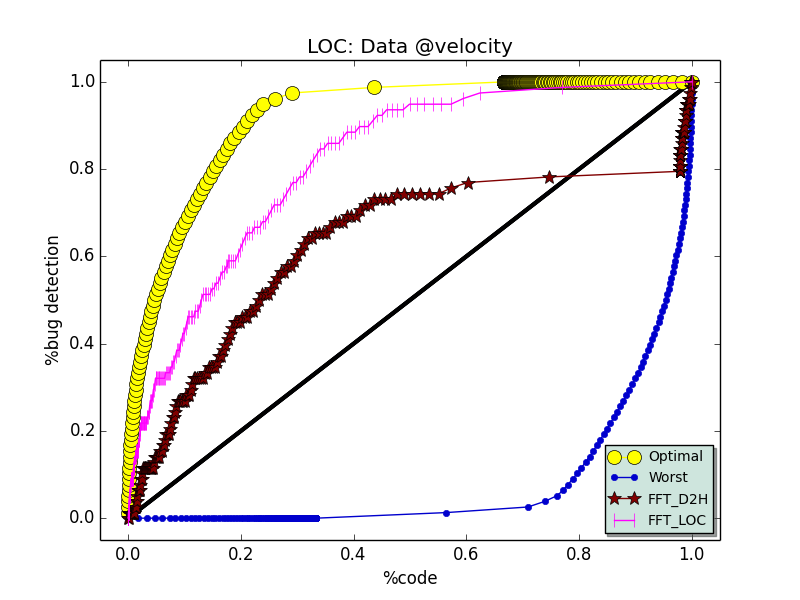 LOC: Data @velocity
1.0
0.8
0.6
0.4
0.2
0.0
%bug detection
0.0 0.2 0.4 0.6 0.8 1.0
%code
Optimal
Worst
FFT_D2H
FFT_LOC